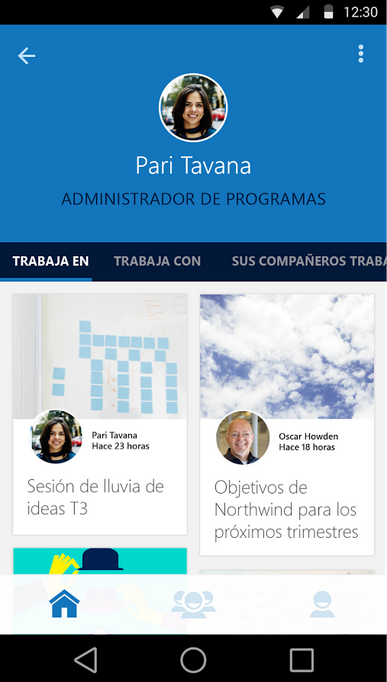 12:30
Pari Tavana
ADMINISTRADOR DE PROGRAMAS
TRABAJA EN TRABAJA CON SUS COMPAÑEROS TRABA
Pari Tavana
Hace 23 horas
Sesión de lluvia de
ideas T3
Oscar Howden
Hace 18 horas
Objetivos de
Northwind para los
próximos trimestres